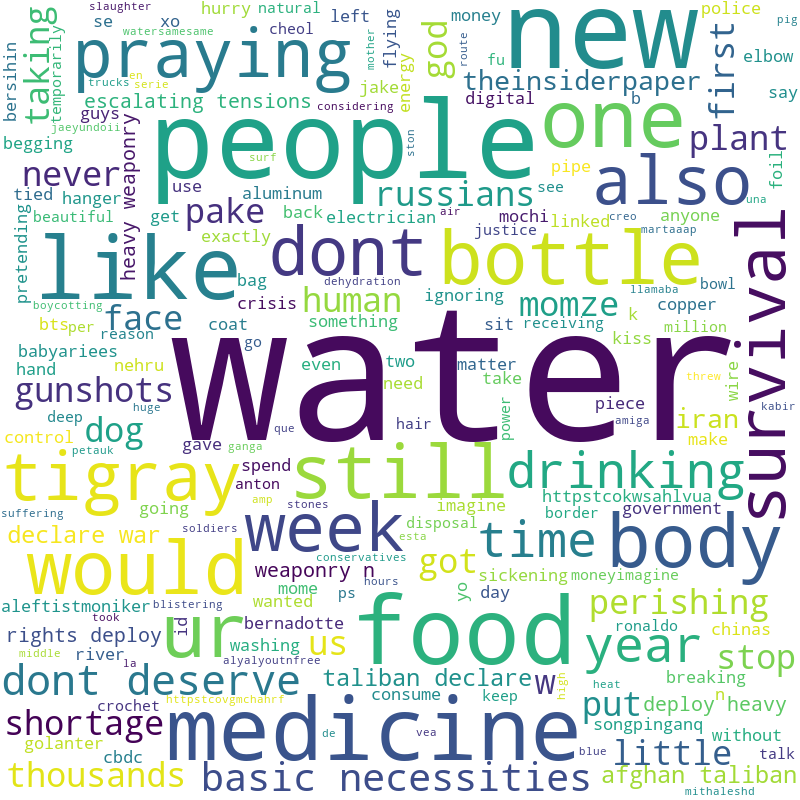 slaughter
se xo
hurry natural
left
money
police
pig
watersamesame
cheol
flying
mother
route
taking
temporarily
bersihin
praying
god
new
first
trucks en
serie
jake
energy
fu
theinsiderpaper
elbow
escalating tensions
considering
digital
b
say
guys
jaeyundoii
people
ston
one
plant
begging
surf
pipe
also
foil
never
heavy weaponry
use
russians
see
tied hanger
aluminum
una
beautiful
get
pake
back
electrician
air
mochi
linked
anyone
creo
martaaap
pretending
exactly
justice
survival
like
dont
bottle
bag
dehydration
llamaba
bowl
boycotting
crisis
human
ignoring
momze
copper
bts per
face
coat
something
sit receiving
k
million
reason
go
water
kiss
babyariees
nehru
even
two
matter
wire
hand
need
take
threw
gunshots
piece
kabir
deep
huge
hair
power
amiga
iran
dog
gave
que
make
control
petauk
ganga
tigray
spend
still
drinking
anton
amp
httpstcokwsahlvua
suffering
going
stones
imagine
border
government
declare war
soldiers
week
disposal
esta
time
body
would
conservatives
weaponry n
got
sickening
moneyimagine
mome
hours
yo
day
aleftistmoniker
blistering
wanted
ps
perishing
took
id
ur
bernadotte
food
ronaldo
chinas
rights deploy
washing
us
year
stop
middle
river
la
alyalyoutnfree
breaking
dont deserve
taliban declare
w
high
heat
n
httpstcovgmchahrf
consume
keep
put
deploy heavy
crochet
shortage
medicine
songpinganq
without
golanter
de
vea
blue
little
talk
cbdc
thousands
basic necessities
afghan taliban
mithaleshd